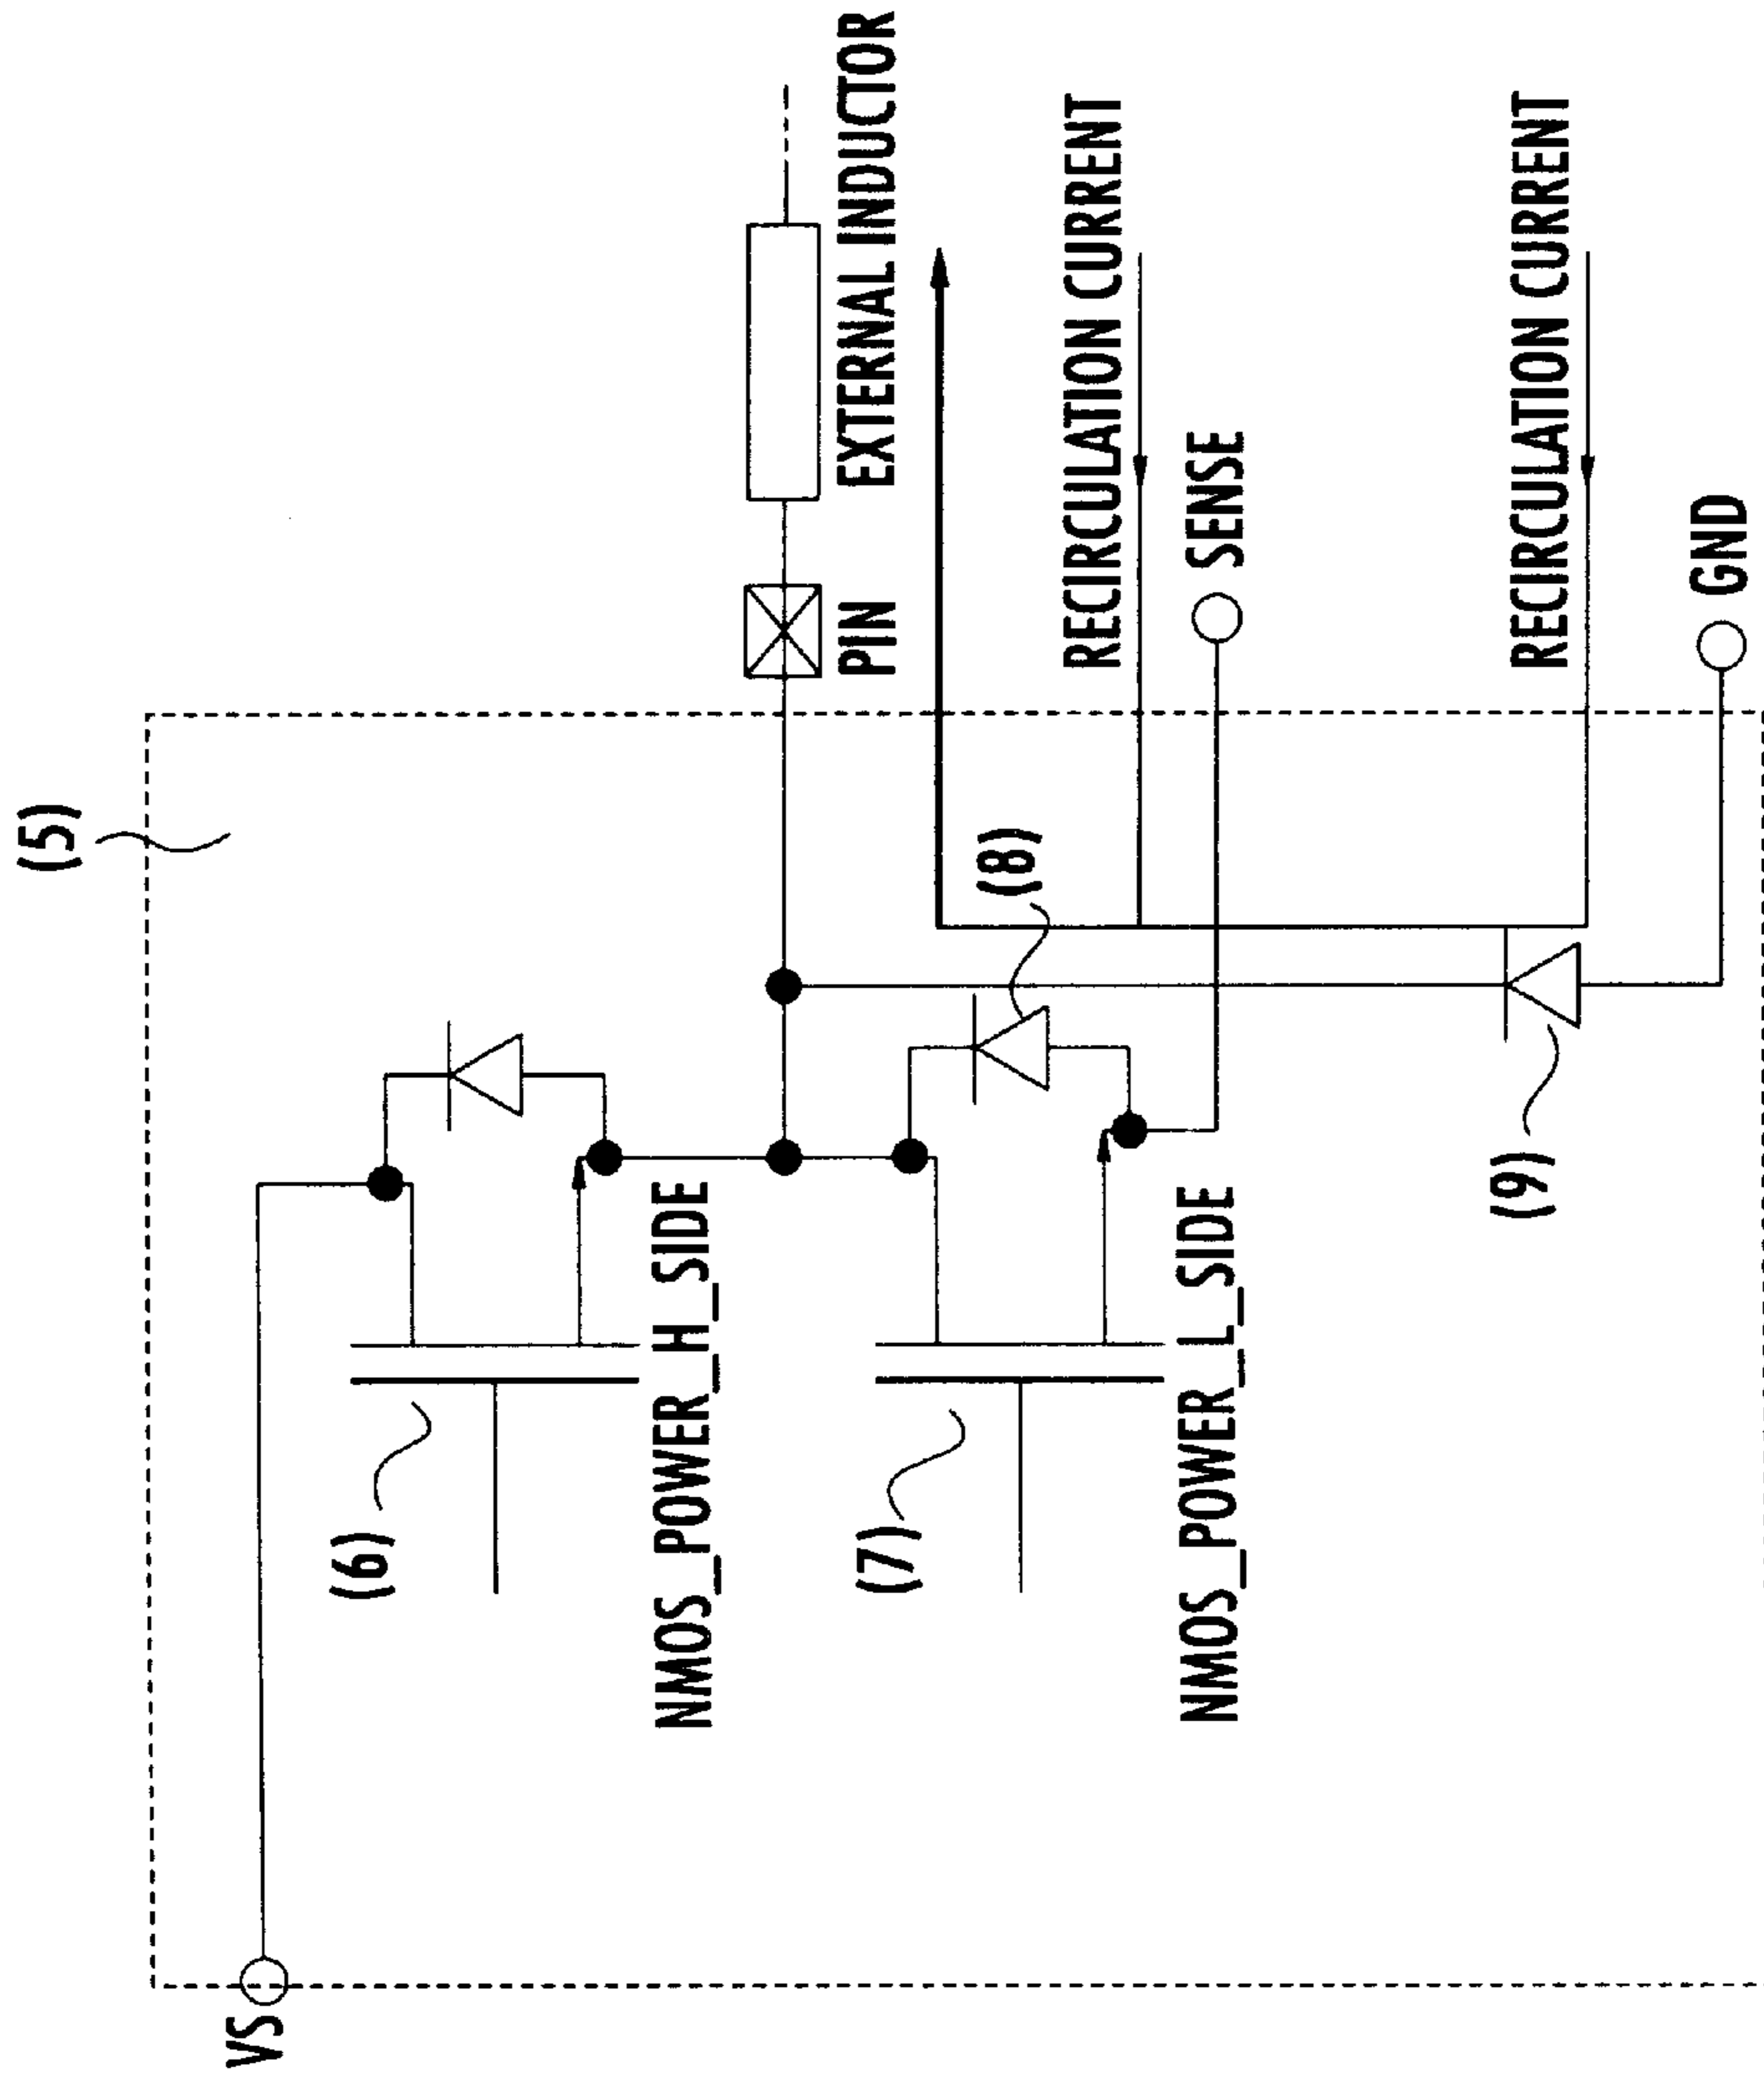 (5)
VS
(6)
NMOS_POWER_H_SIDE
PIN
EXTERNAL INDUCTOR
(7)
(8)
RECIRCULATION CURRENT
NMOS_POWER_L_SIDE
SENSE
(9)
RECIRCULATION CURRENT
GND